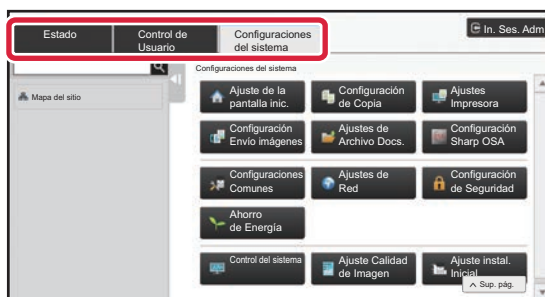 Estado
Control de
Usuario
Configuraciones
del sistema
In. Ses. Adm
Configuraciones del sistema
Mapa del sitio
Ajuste de la
pantalla inic.
Configuración
de Copia
Ajustes
Impresora
Configuración
Envío imágenes
Ajustes de
Archivo Docs.
Configuración
Sharp OSA
Configuraciones
Comunes
Ajustes de
Red
Configuración
de Seguridad
Ahorro
de Energía
Control del sistema
Ajuste Calidad
de Imagen
Ajuste instal.
Inicial
Sup. pág.